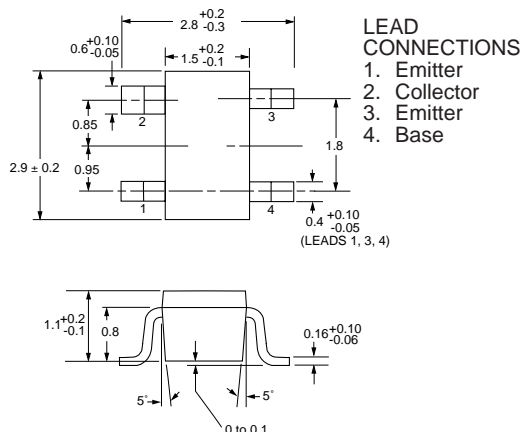 2.8 +0.2 -0.3
1.5 +0.2 -0.1
0.6 +0.10 -0.05
2
3
0.85
2.9 ± 0.2
0.95
1.8
1
4
0.4 +0.10 -0.05
(LEADS 1, 3, 4)
LEAD
CONNECTIONS
1. Emitter
2. Collector
3. Emitter
4. Base
1.1 +0.2 -0.1
0.8
0.16 +0.10 -0.06
5°
5°
0 to 0.1